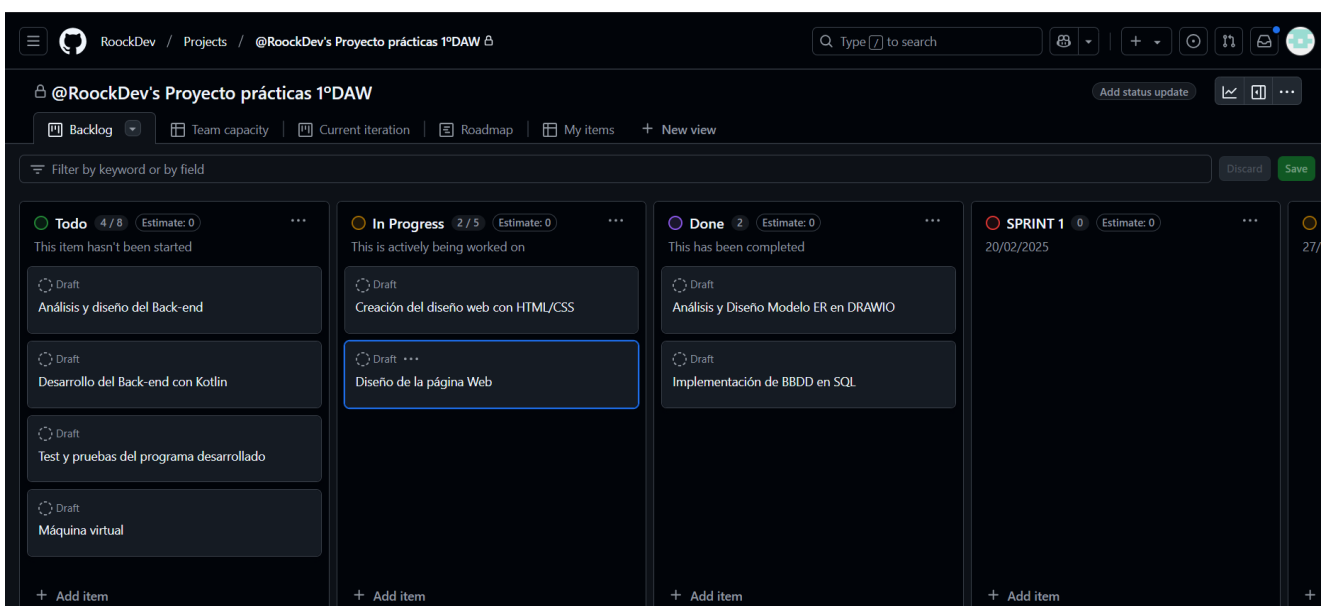 RoockDev / Projects / @RoockDev's Proyecto prácticas 1ºDAW
Type / to search
@RoockDev's Proyecto prácticas 1ºDAW
Add status update
Backlog
Team capacity
Current iteration
Roadmap
My items
+ New view
Filter by keyword or by field
Discard
Save
Todo 4 / 8 Estimate: 0
This item hasn't been started
Draft
Análisis y diseño del Back-end
Draft
Desarrollo del Back-end con Kotlin
Draft
Test y pruebas del programa desarrollado
Draft
Máquina virtual
+ Add item
In Progress 2 / 5 Estimate: 0
This is actively being worked on
Draft
Creación del diseño web con HTML/CSS
Draft ···
Diseño de la página Web
+ Add item
Done 2 Estimate: 0
This has been completed
Draft
Análisis y Diseño Modelo ER en DRAWIO
Draft
Implementación de BBDD en SQL
+ Add item
SPRINT 1 0 Estimate: 0
20/02/2025
+ Add item
27/
+